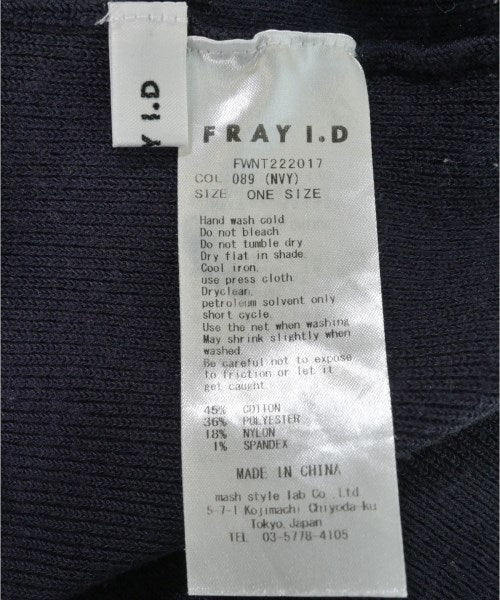 FRAY I.D
FRAY I.D
FWNT222017
COL 089 (NVY)
SIZE ONE SIZE
Hand wash cold
Do not bleach
Do not tumble dry
Dry flat in shade.
Cool iron,
use press cloth.
Dryclean,
petroleum solvent only
short cycle.
Use the net when washing
May shrink slightly when
washed.
Be careful not to expose
to friction or let it
get caught.
45% COTTON
36% POLYESTER
18% NYLON
1% SPANDEX
MADE IN CHINA
mash style lab Co.,Ltd.
5-7-1 Kojimachi Chiyoda-ku
Tokyo,Japan
TEL 03-5778-4105